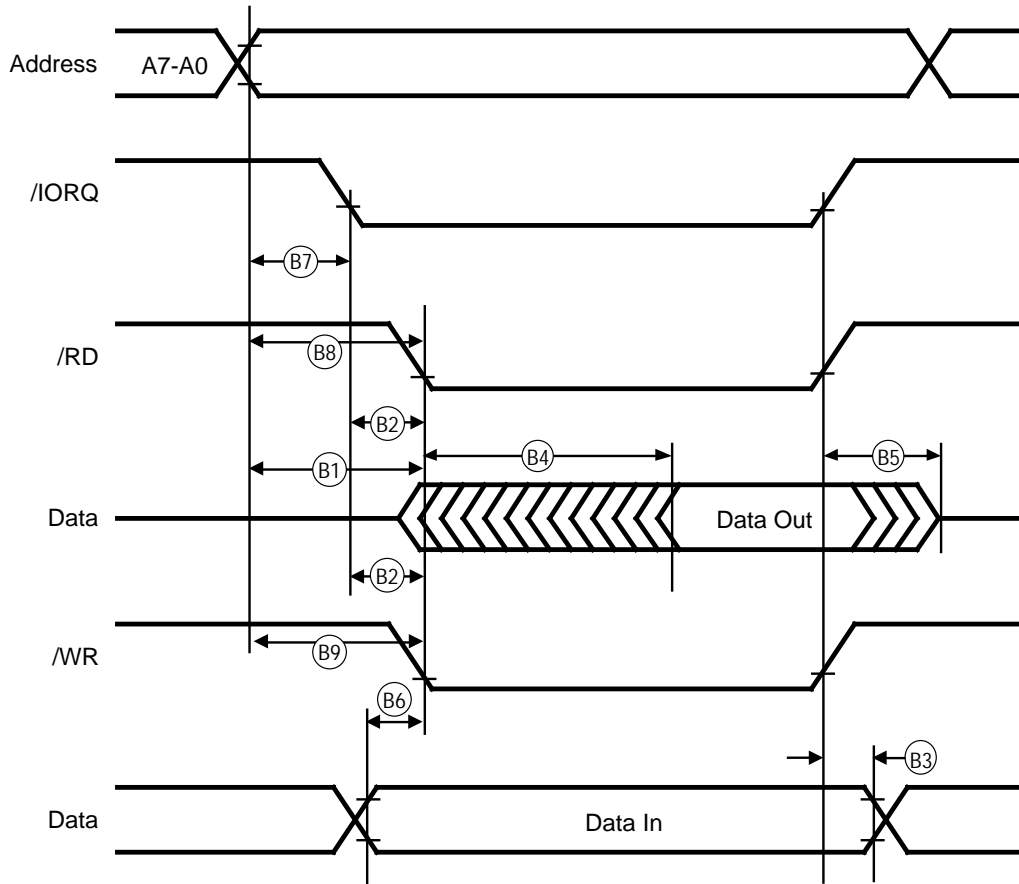 Address
A7-A0
/IORQ
B7
/RD
B8
B2
B1
B4
B5
Data
Data Out
B2
/WR
B9
B6
B3
Data
Data In